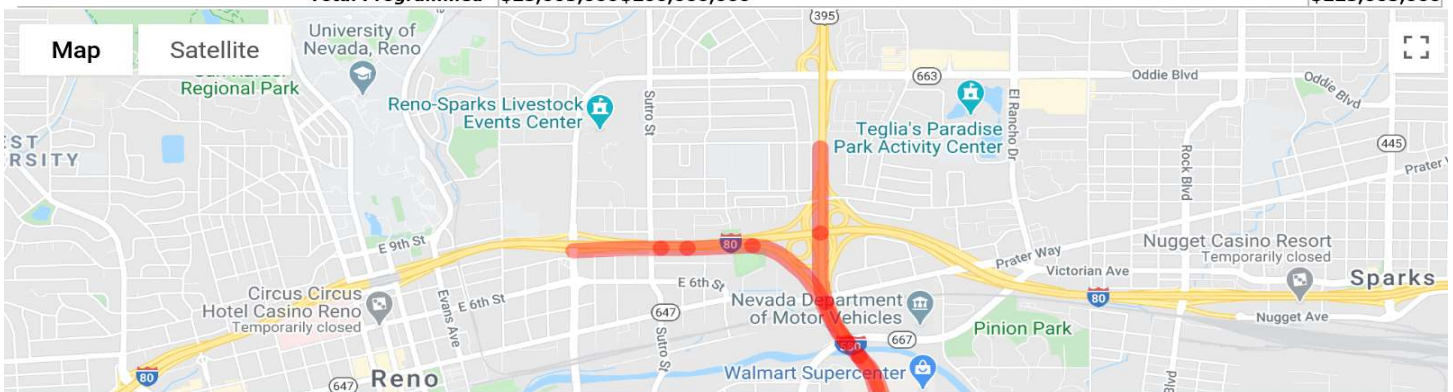 Total Programmed
395
Map
Satellite
University of
Nevada, Reno
Regional Park
663
Oddie Blvd
Oddie Blvd
Reno-Sparks Livestock
Events Center
Sutro St
El Rancho Dr
Teglia's Paradise
Park Activity Center
445
Rock Blvd
Prater
E 9th St
80
Prater Way
Nugget Casino Resort
Temporarily closed
Victorian Ave
Sparks
E 6th St
Circus Circus
Hotel Casino Reno
Temporarily closed
E 6th St
Evans Ave
647
Nevada Department
of Motor Vehicles
80
Nugget Ave
Sutro St
667
Pinion Park
580
Walmart Supercenter
80
647
Reno